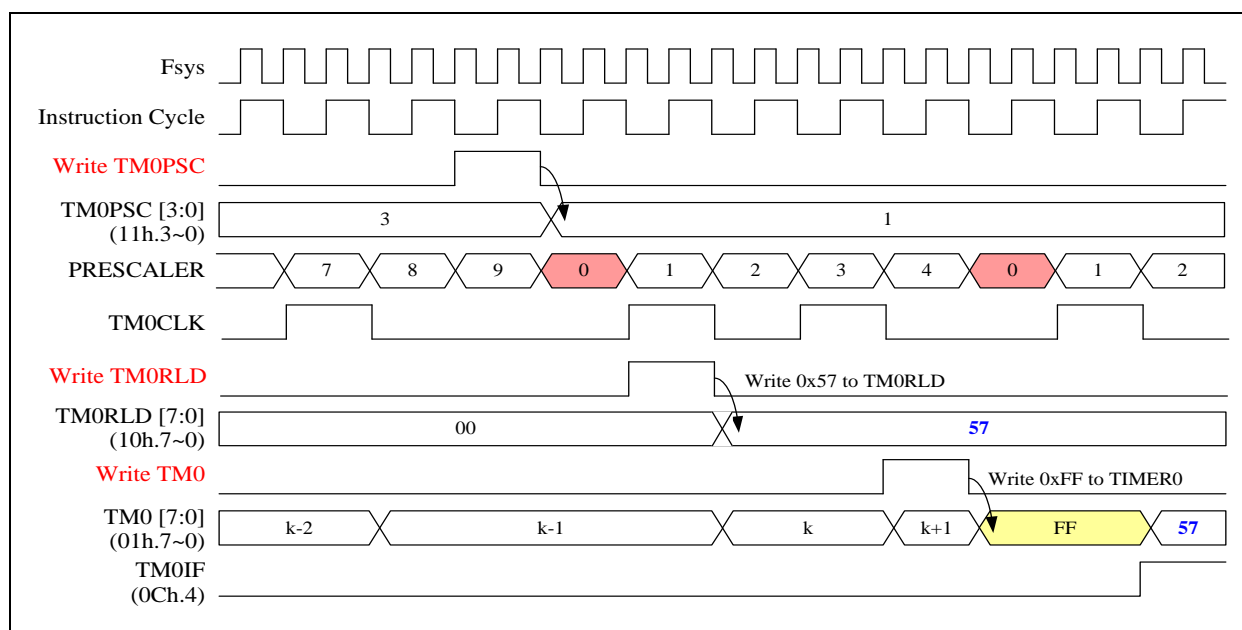 Fsys
Instruction Cycle
Write TM0PSC
TM0PSC [3:0]
(11h.3~0)
3 1
PRESCALER
7 8 9 0 1 2 3 4 0 1 2
TM0CLK
Write TM0RLD
Write 0x57 to TM0RLD
TM0RLD [7:0]
(10h.7~0)
00 57
Write TM0
Write 0xFF to TIMER0
TM0 [7:0]
(01h.7~0)
k-2 k-1 k k+1 FF 57
TM0IF
(0Ch.4)